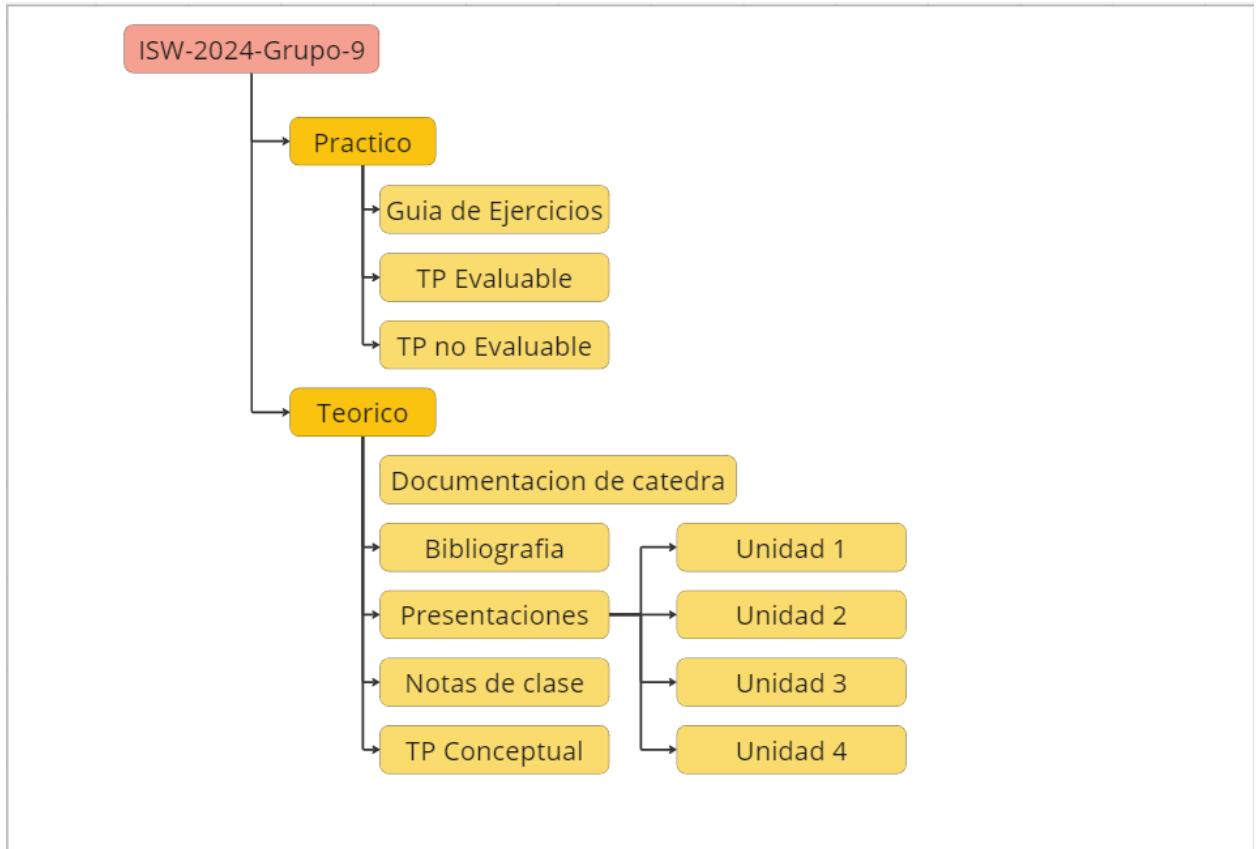 ISW-2024-Grupo-9
Practico
Guia de Ejercicios
TP Evaluable
TP no Evaluable
Teorico
Documentacion de catedra
Bibliografia
Presentaciones
Unidad 1
Unidad 2
Unidad 3
Unidad 4
Notas de clase
TP Conceptual